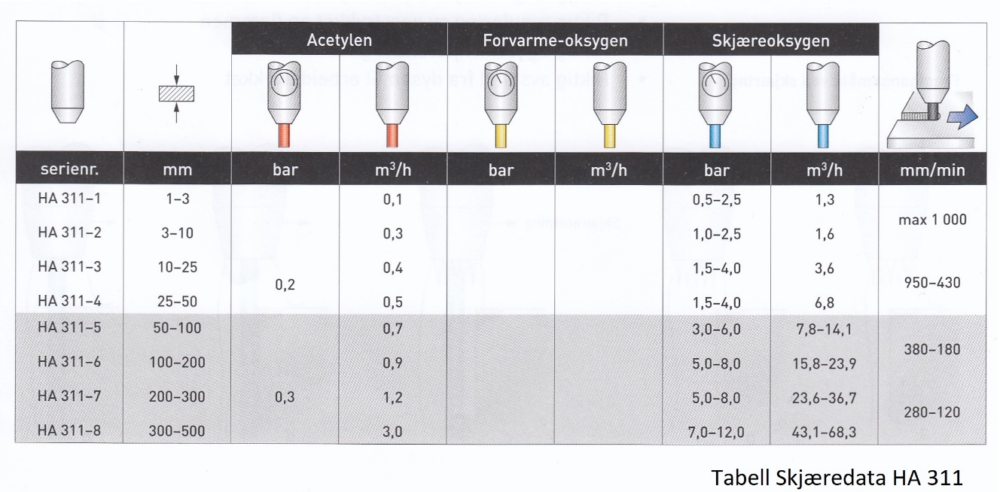 Acetylen Forvarme-oksygen Skjæreoksygen
serienr. mm bar m³/h bar m³/h bar m³/h mm/min
HA 311–1 1–3 0,1 0,5–2,5 1,3
max 1 000
HA 311–2 3–10 0,3 1,0–2,5 1,6
HA 311–3 10–25 0,4 1,5–4,0 3,6
0,2 950–430
HA 311–4 25–50 0,5 1,5–4,0 6,8
HA 311–5 50–100 0,7 3,0–6,0 7,8–14,1
380–180
HA 311–6 100–200 0,9 5,0–8,0 15,8–23,9
HA 311–7 200–300 0,3 1,2 5,0–8,0 23,6–36,7
280–120
HA 311–8 300–500 3,0 7,0–12,0 43,1–68,3
Tabell Skjæredata HA 311